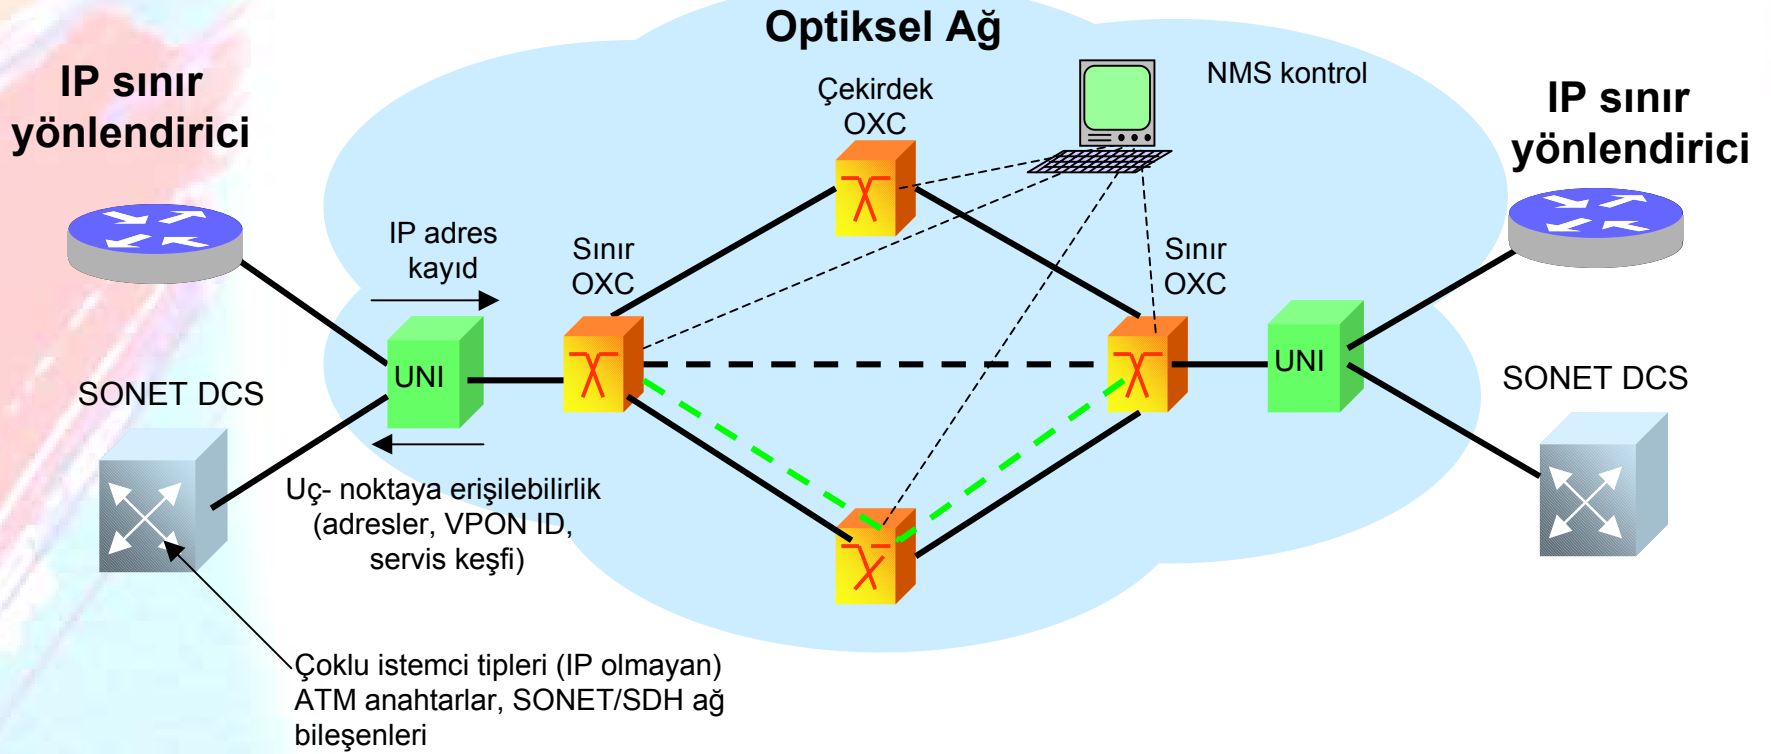 Optiksel Ağ
IP sınır
yönlendirici
Çekirdek
OXC
NMS kontrol
IP sınır
yönlendirici
IP adres
kayıd
Sınır
OXC
Sınır
OXC
UNI
UNI
SONET DCS
SONET DCS
Uç- noktaya erişilebilirlik
(adresler, VPON ID,
servis keşfi)
Çoklu istemci tipleri (IP olmayan)
ATM anahtarlar, SONET/SDH ağ
bileşenleri